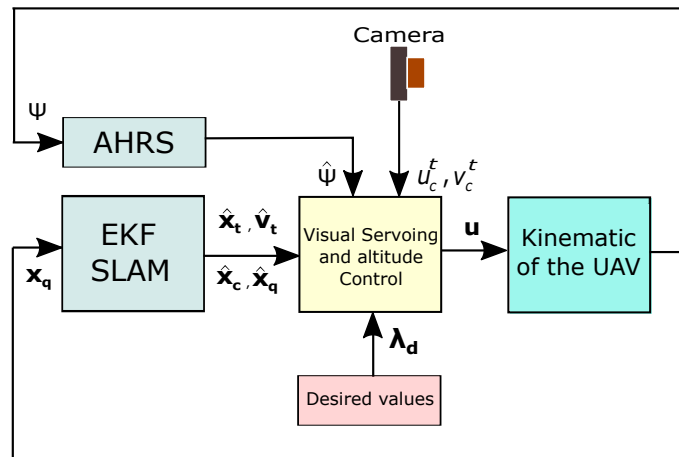 Camera
Ψ
AHRS
Ψ̂
u_c^t, v_c^t
EKF
SLAM
x_q
x̂_t, v̂_t
x̂_c, x̂_q
Visual Servoing
and altitude
Control
u
Kinematic
of the UAV
λ_d
Desired values